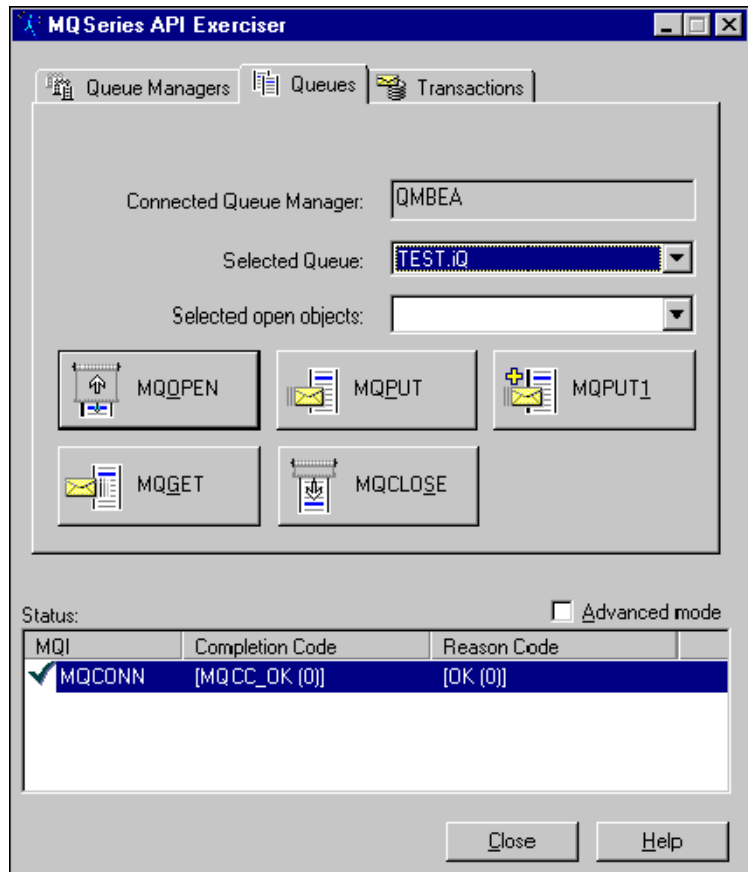 MQSeries API Exerciser
Queue Managers Queues Transactions
Connected Queue Manager: QMBEA
Selected Queue: TEST.iQ
Selected open objects:
MQOPEN MQPUT MQPUT1
MQGET MQCLOSE
Status: Advanced mode
MQI Completion Code Reason Code
MQCONN [MQCC_OK (0)] [OK (0)]
Close Help